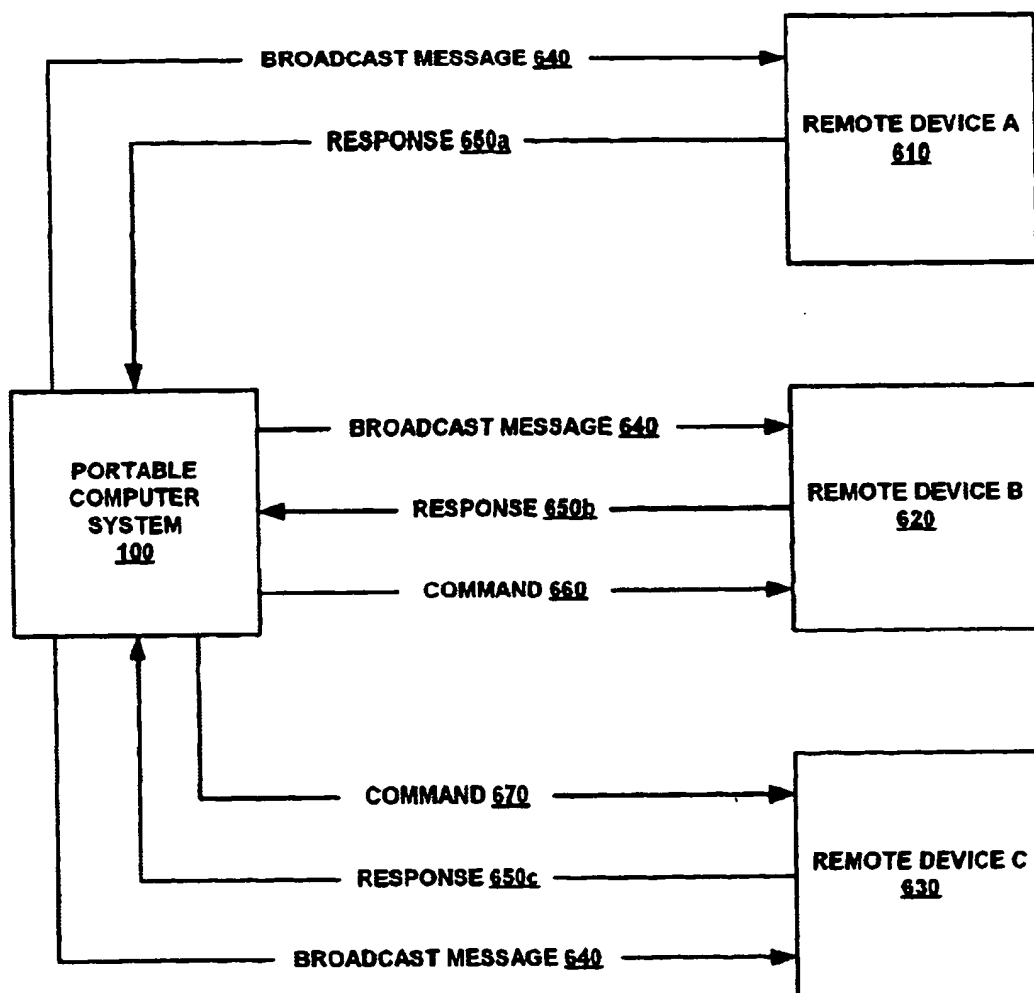 BROADCAST MESSAGE 640
REMOTE DEVICE A
610
RESPONSE 650a
PORTABLE
COMPUTER
SYSTEM
100
BROADCAST MESSAGE 640
RESPONSE 650b
COMMAND 660
REMOTE DEVICE B
620
COMMAND 670
RESPONSE 650c
BROADCAST MESSAGE 640
REMOTE DEVICE C
630